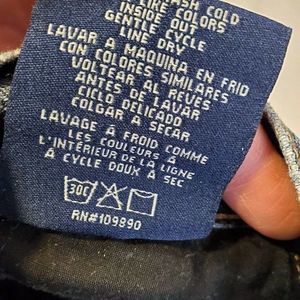 WASH COLD
LIKE COLORS
INSIDE OUT
GENTLE CYCLE
LINE DRY
LAVAR A MAQUINA EN FRIO
CON COLORES SIMILARES
VOLTEAR AL REVES
ANTES DE LAVAR
CICLO DELICADO
COLGAR A SECAR
LAVAGE À FROID COMME
LES COULEURS À
L'INTÉRIEUR DE LA LIGNE
À CYCLE DOUX À SEC
30C
RN#109890